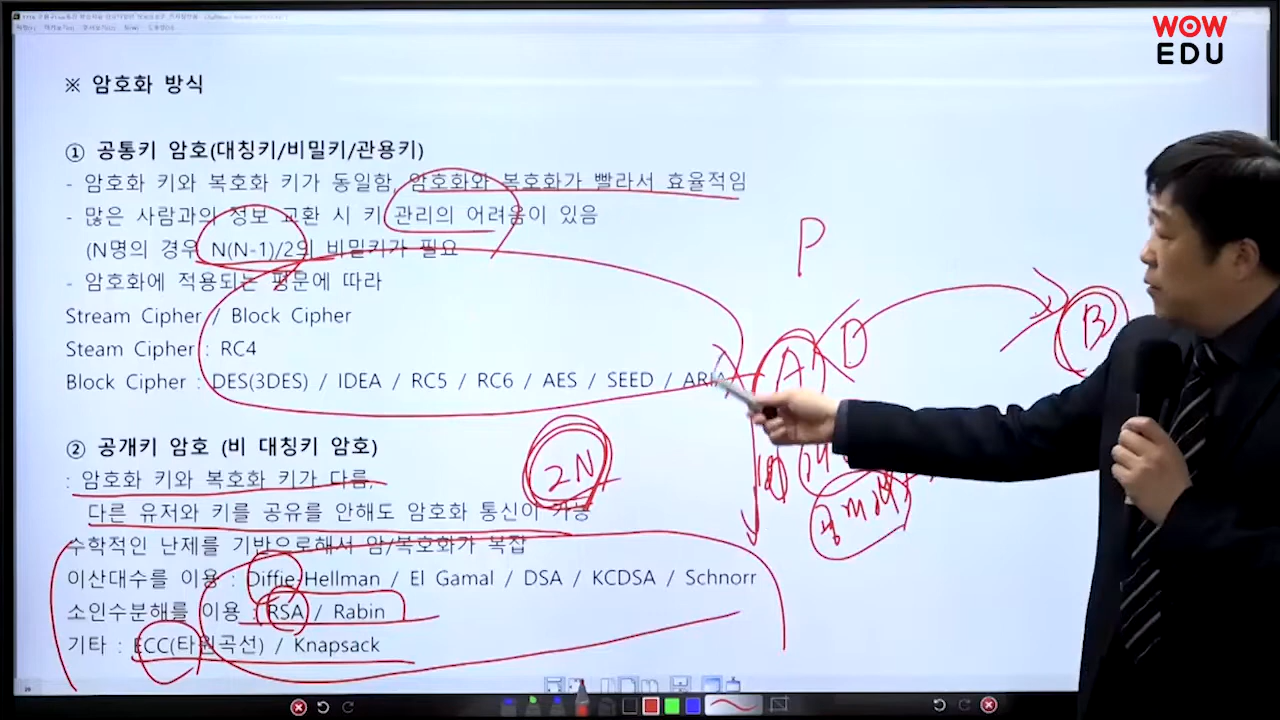 WOW
EDU
※ 암호화 방식
① 공통키 암호(대칭키/비밀키/관용키)
- 암호화 키와 복호화 키가 동일함, 암호화와 복호화가 빨라서 효율적임
- 많은 사람과의 정보 교환 시 키 관리의 어려움이 있음
(N명의 경우 N(N-1)/2의 비밀키가 필요
- 암호화에 적용되는 평문에 따라
Stream Cipher / Block Cipher
Steam Cipher : RC4
Block Cipher : DES(3DES) / IDEA / RC5 / RC6 / AES / SEED / ARIA
② 공개키 암호 (비 대칭키 암호)
: 암호화 키와 복호화 키가 다름,
다른 유저와 키를 공유를 안해도 암호화 통신이 가능
수학적인 난제를 기반으로해서 암/복호화가 복잡
이산대수를 이용 : Diffie-Hellman / El Gamal / DSA / KCDSA / Schnorr
소인수분해를 이용 : RSA / Rabin
기타 : ECC(타원곡선) / Knapsack
2N
P
A
D
B